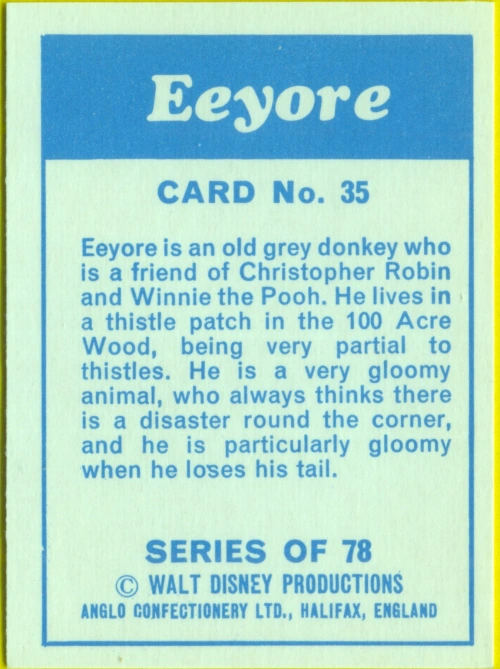 Eeyore
CARD No. 35
Eeyore is an old grey donkey who
is a friend of Christopher Robin
and Winnie the Pooh. He lives in
a thistle patch in the 100 Acre
Wood, being very partial to
thistles. He is a very gloomy
animal, who always thinks there
is a disaster round the corner,
and he is particularly gloomy
when he loses his tail.
SERIES OF 78
© WALT DISNEY PRODUCTIONS
ANGLO CONFECTIONERY LTD., HALIFAX, ENGLAND